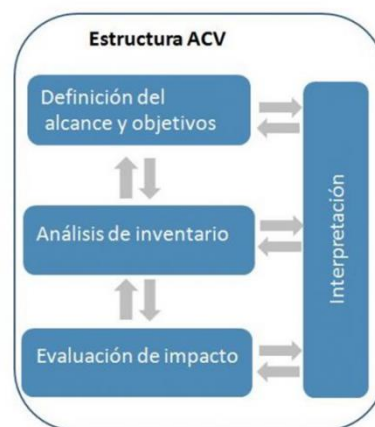 Estructura ACV
Definición del
alcance y objetivos
Análisis de inventario
Evaluación de impacto
Interpretación